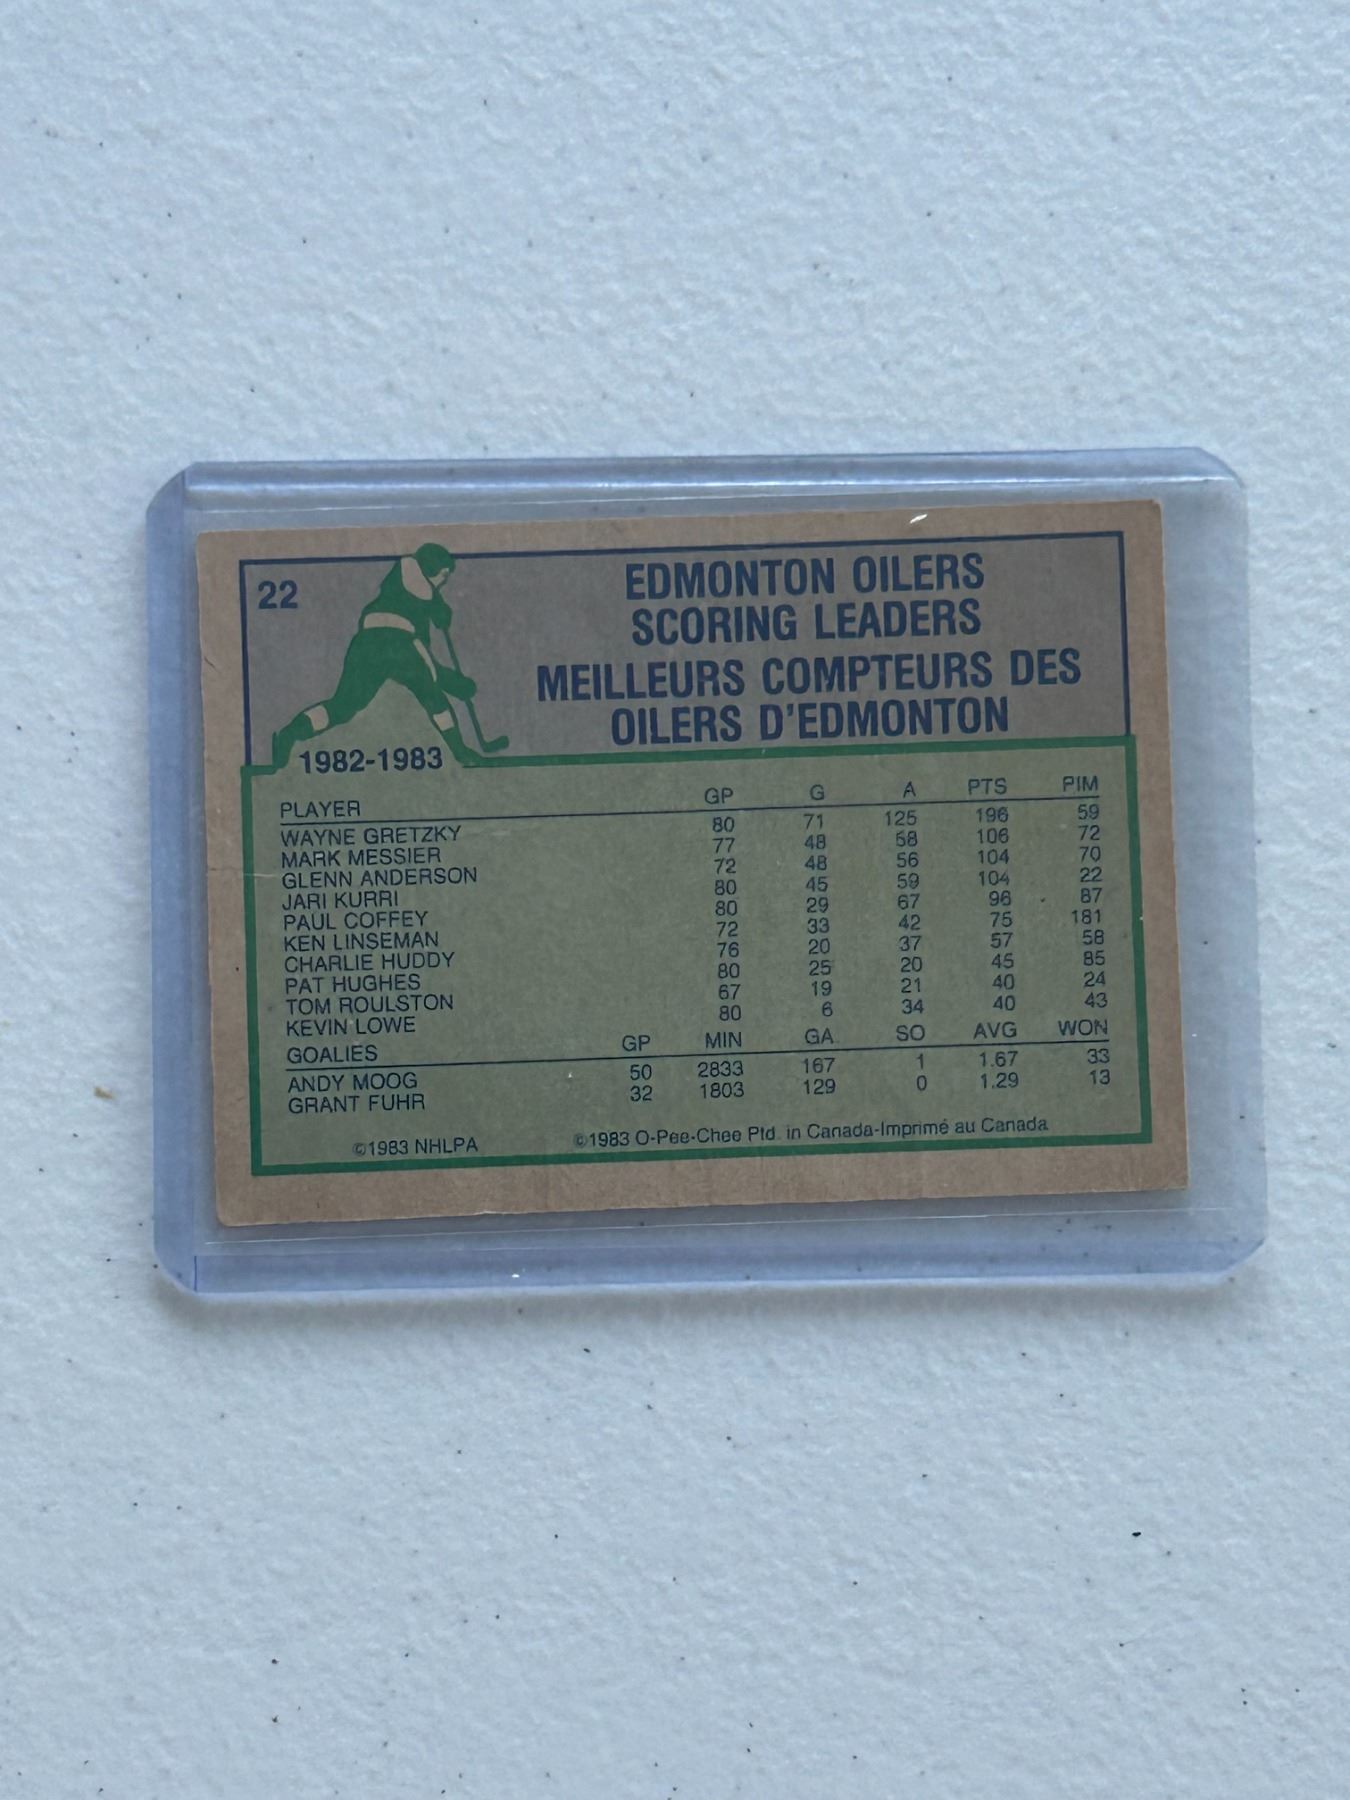 22
EDMONTON OILERS
SCORING LEADERS
MEILLEURS COMPTEURS DES
OILERS D'EDMONTON
1982-1983
PLAYER GP G A PTS PIM
WAYNE GRETZKY 80 71 125 196 59
MARK MESSIER 77 48 58 106 72
GLENN ANDERSON 72 48 56 104 70
JARI KURRI 80 45 59 104 22
PAUL COFFEY 80 29 67 96 87
KEN LINSEMAN 72 33 42 75 181
CHARLIE HUDDY 76 20 37 57 58
PAT HUGHES 80 25 20 45 85
TOM ROULSTON 67 19 21 40 24
KEVIN LOWE 80 6 34 40 43
GOALIES GP MIN GA SO AVG WON
ANDY MOOG 50 2833 167 1 1.67 33
GRANT FUHR 32 1803 129 0 1.29 13
©1983 NHLPA ©1983 O-Pee-Chee Ptd. in Canada-Imprimé au Canada